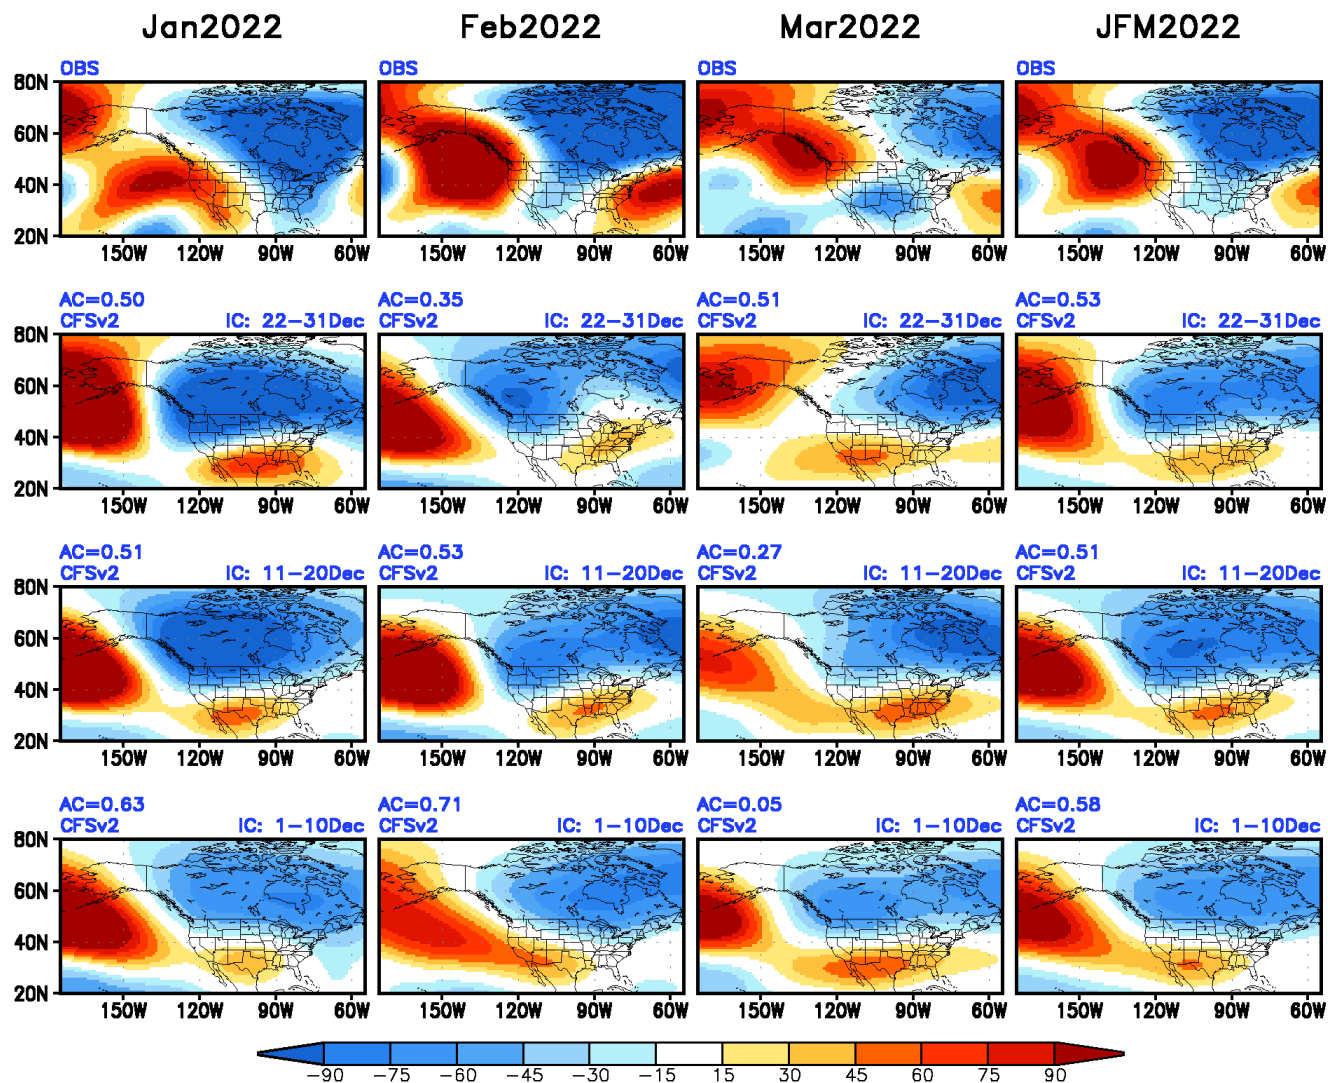 Jan2022 Feb2022 Mar2022 JFM2022
OBS OBS OBS OBS
80N
60N
40N
20N
150W 120W 90W 60W 150W 120W 90W 60W 150W 120W 90W 60W 150W 120W 90W 60W
AC=0.50 AC=0.35 AC=0.51 AC=0.53
CFSv2 IC: 22-31Dec CFSv2 IC: 22-31Dec CFSv2 IC: 22-31Dec CFSv2 IC: 22-31Dec
80N
60N
40N
20N
150W 120W 90W 60W 150W 120W 90W 60W 150W 120W 90W 60W 150W 120W 90W 60W
AC=0.51 AC=0.53 AC=0.27 AC=0.51
CFSv2 IC: 11-20Dec CFSv2 IC: 11-20Dec CFSv2 IC: 11-20Dec CFSv2 IC: 11-20Dec
80N
60N
40N
20N
150W 120W 90W 60W 150W 120W 90W 60W 150W 120W 90W 60W 150W 120W 90W 60W
AC=0.63 AC=0.71 AC=0.05 AC=0.58
CFSv2 IC: 1-10Dec CFSv2 IC: 1-10Dec CFSv2 IC: 1-10Dec CFSv2 IC: 1-10Dec
80N
60N
40N
20N
150W 120W 90W 60W 150W 120W 90W 60W 150W 120W 90W 60W 150W 120W 90W 60W
-90 -75 -60 -45 -30 -15 15 30 45 60 75 90